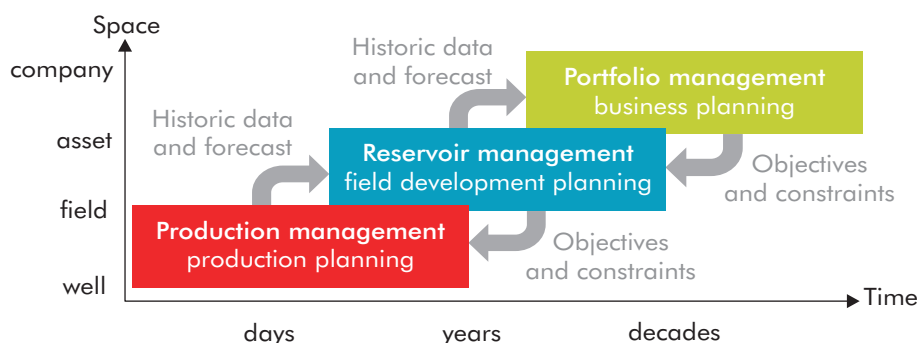 Space
company
asset
field
well
Historic data
and forecast
Portfolio management
business planning
Historic data
and forecast
Reservoir management
field development planning
Objectives
and constraints
Production management
production planning
Objectives
and constraints
Time
days
years
decades